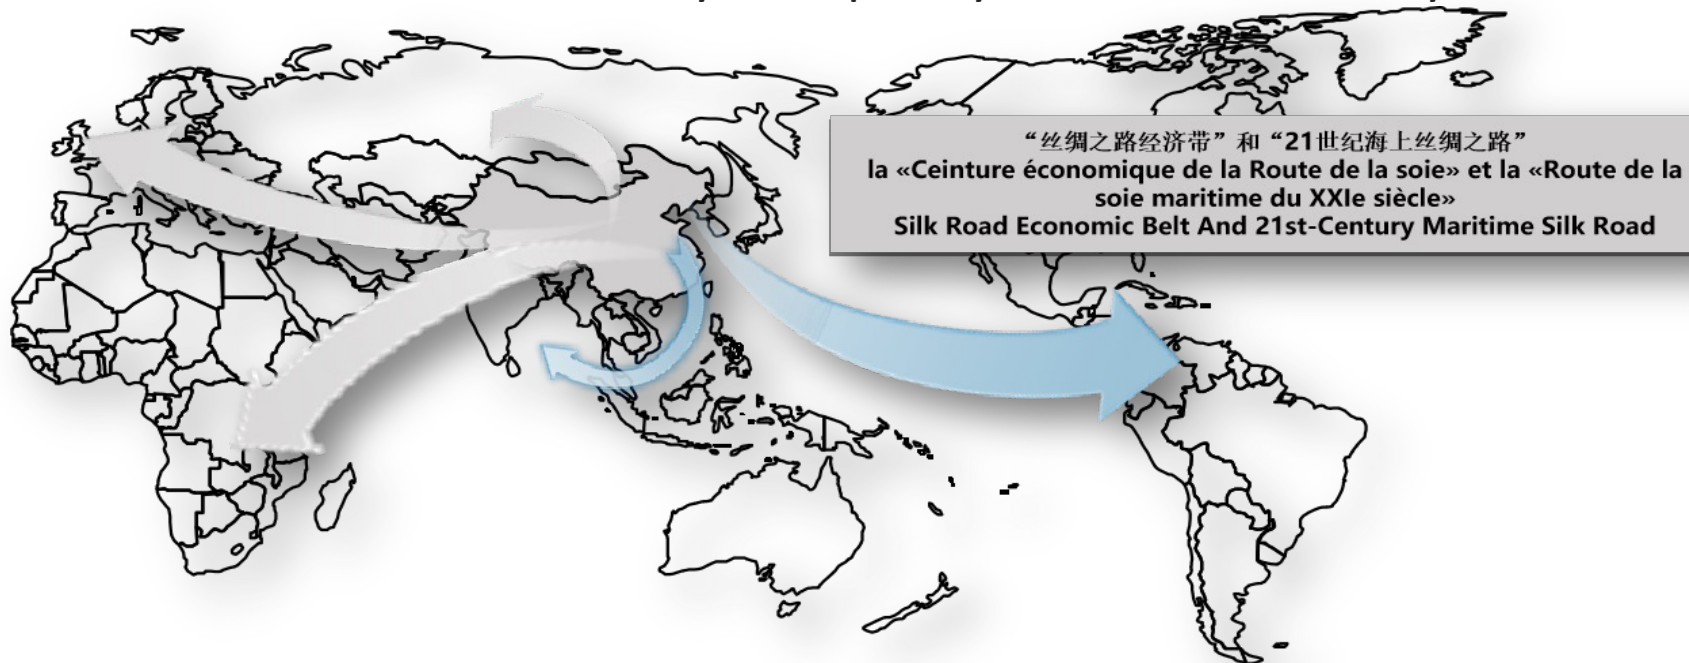 “丝绸之路经济带”和“21世纪海上丝绸之路”
la «Ceinture économique de la Route de la soie» et la «Route de la
soie maritime du XXIe siècle»
Silk Road Economic Belt And 21st-Century Maritime Silk Road